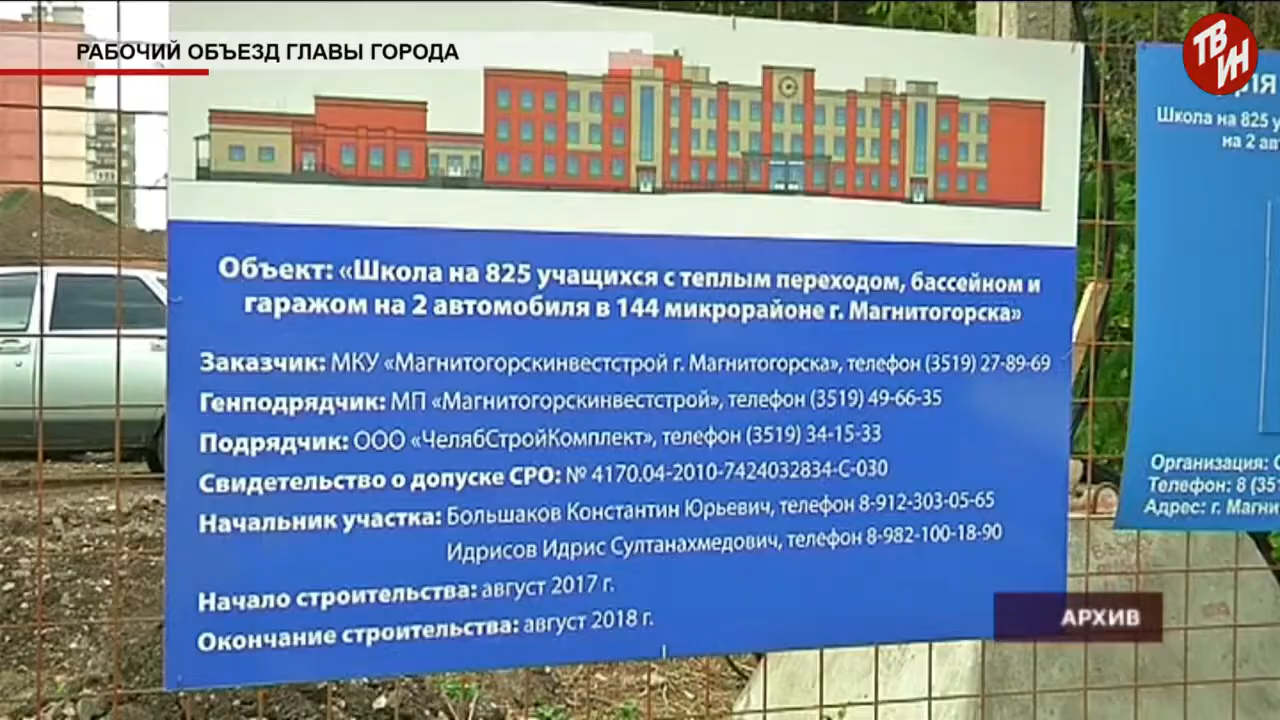 РАБОЧИЙ ОБЪЕЗД ГЛАВЫ ГОРОДА
ТВ
ИН
Объект: «Школа на 825 учащихся с теплым переходом, бассейном и
гаражом на 2 автомобиля в 144 микрорайоне г. Магнитогорска»
Заказчик: МКУ «Магнитогорскинвестстрой г. Магнитогорска», телефон (3519) 27-89-69
Генподрядчик: МП «Магнитогорскинвестстрой», телефон (3519) 49-66-35
Подрядчик: ООО «ЧелябСтройКомплект», телефон (3519) 34-15-33
Свидетельство о допуске СРО: № 4170.04-2010-7424032834-С-030
Начальник участка: Большаков Константин Юрьевич, телефон 8-912-303-05-65
Идрисов Идрис Султанахмедович, телефон 8-982-100-18-90
Начало строительства: август 2017 г.
Окончание строительства: август 2018 г.
Школа на 825
на 2
Организация:
Телефон: 8
Адрес: г.
АРХИВ